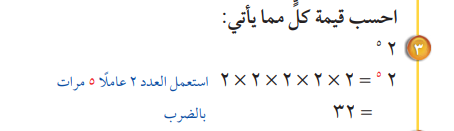 احسب قيمة كلٍّ مما يأتي:
٣ ٢ ٥
٢ ٥ = ٢ × ٢ × ٢ × ٢ × ٢ استعمل العدد ٢ عاملًا ٥ مرات
= ٣٢ بالضرب